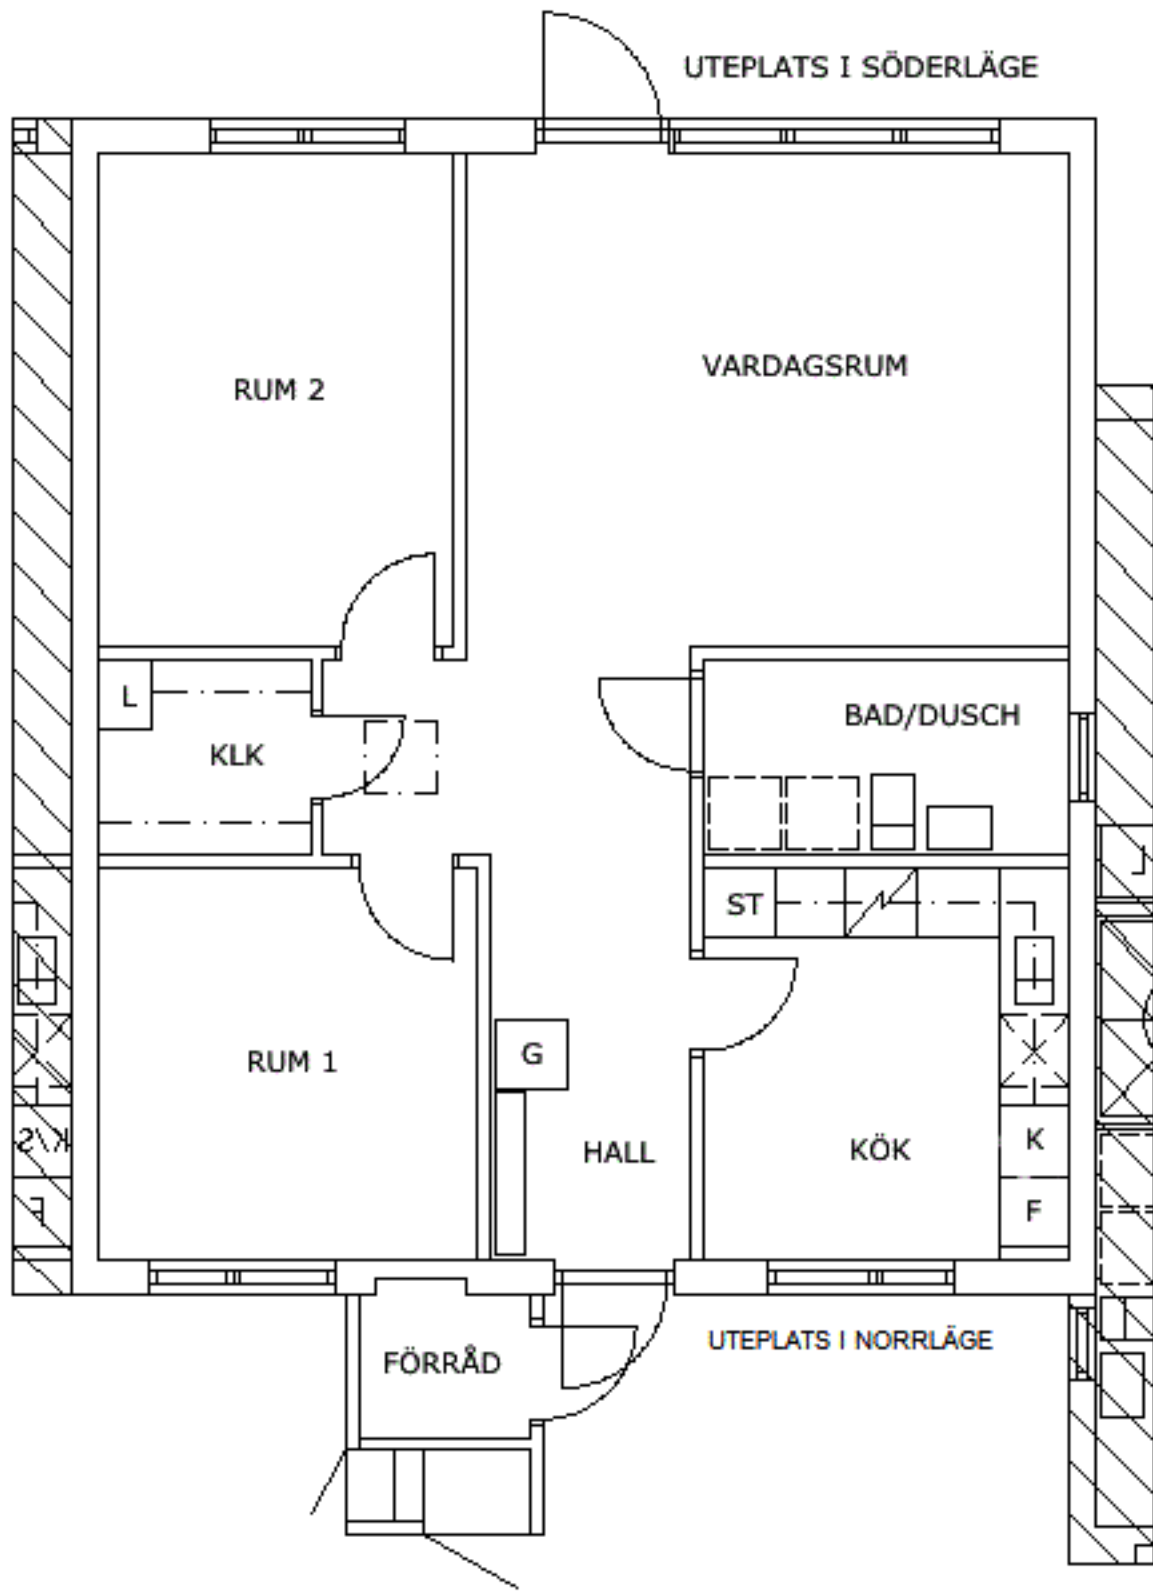 UTEPLATS I SÖDERLÄGE
VARDAGSRUM
RUM 2
L
BAD/DUSCH
KLK
L
ST
G
RUM 1
K
K/S
HALL
KÖK
F
F
UTEPLATS I NORRLÄGE
FÖRRÅD